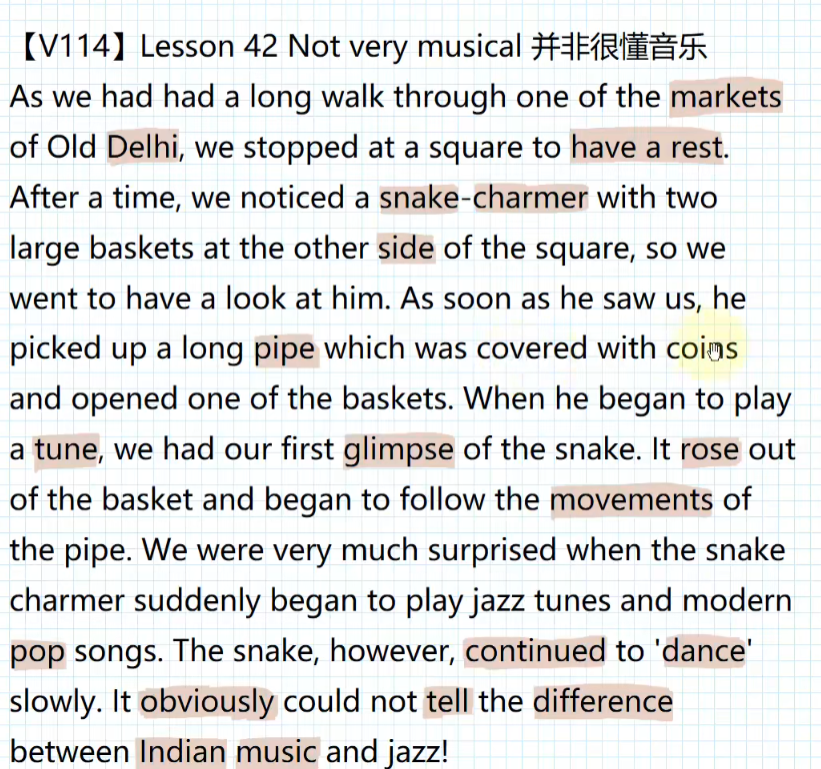 【V114】Lesson 42 Not very musical 并非很懂音乐
As we had had a long walk through one of the markets
of Old Delhi, we stopped at a square to have a rest.
After a time, we noticed a snake-charmer with two
large baskets at the other side of the square, so we
went to have a look at him. As soon as he saw us, he
picked up a long pipe which was covered with coins
and opened one of the baskets. When he began to play
a tune, we had our first glimpse of the snake. It rose out
of the basket and began to follow the movements of
the pipe. We were very much surprised when the snake
charmer suddenly began to play jazz tunes and modern
pop songs. The snake, however, continued to 'dance'
slowly. It obviously could not tell the difference
between Indian music and jazz!